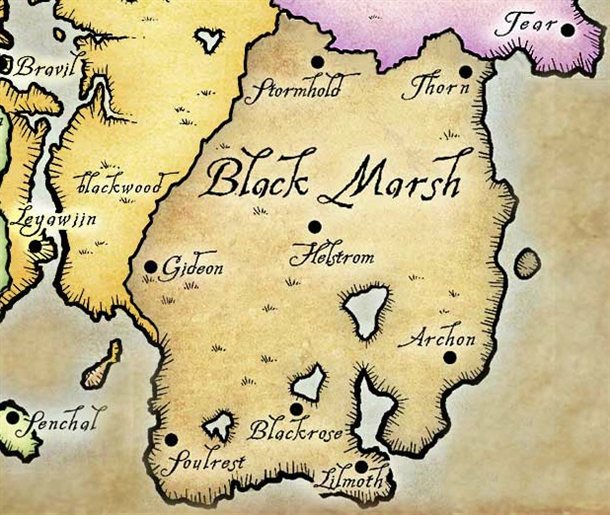 Tear
Bravil
Stormhold
Thorn
Black Marsh
blackwood
Leyawiin
Helstrom
Gideon
Archon
Senchal
Blackrose
Soulrest
Lilmoth